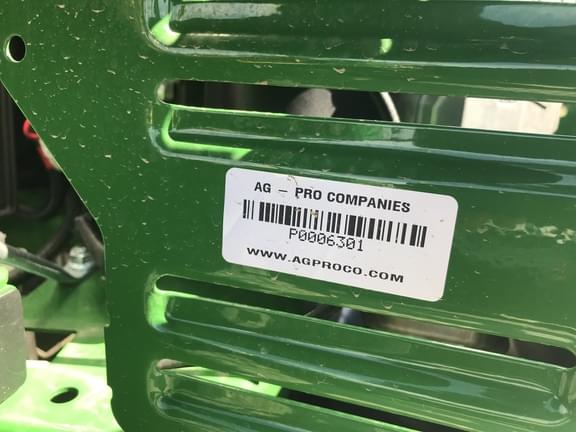 AG – PRO COMPANIES
P0006301
WWW.AGPROCO.COM